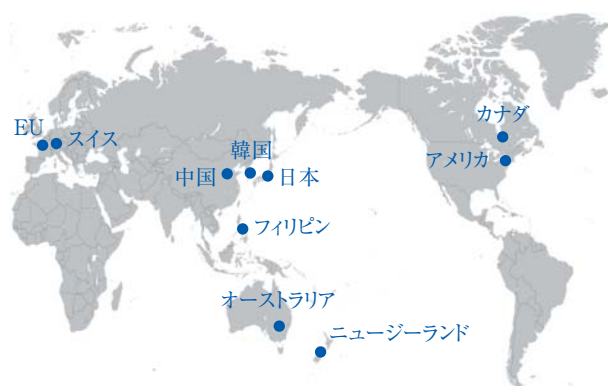 カナダ
EU
スイス
韓国
アメリカ
中国
日本
フィリピン
オーストラリア
ニュージーランド